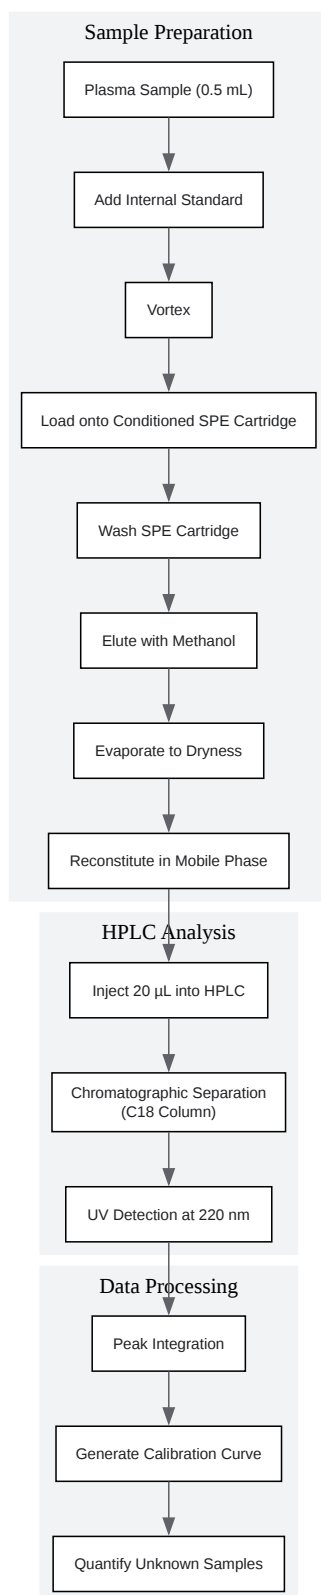 Sample Preparation
Plasma Sample (0.5 mL)
Add Internal Standard
Vortex
Load onto Conditioned SPE Cartridge
Wash SPE Cartridge
Elute with Methanol
Evaporate to Dryness
Reconstitute in Mobile Phase
HPLC Analysis
Inject 20 µL into HPLC
Chromatographic Separation
(C18 Column)
UV Detection at 220 nm
Data Processing
Peak Integration
Generate Calibration Curve
Quantify Unknown Samples